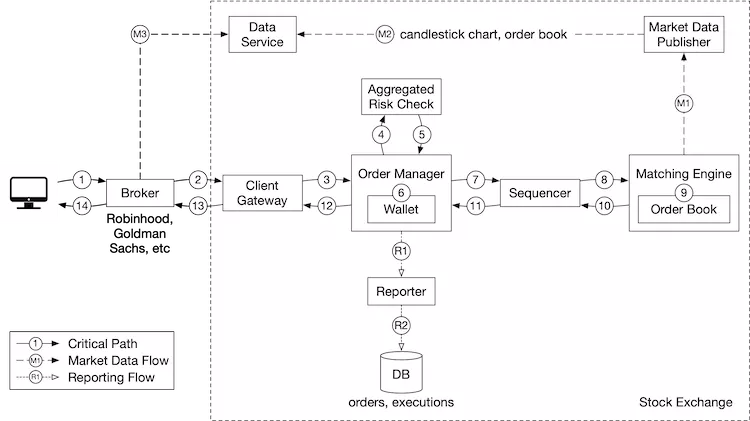 M3
Data
Service
M2
candlestick chart, order book
Market Data
Publisher
Aggregated
Risk Check
M1
4
5
1
2
3
Order Manager
7
8
Matching Engine
Broker
Client
Gateway
6
Wallet
Sequencer
9
Order Book
14
13
12
11
10
Robinhood,
Goldman
Sachs, etc
R1
Reporter
R2
1 Critical Path
M1 Market Data Flow
R1 Reporting Flow
DB
orders, executions
Stock Exchange